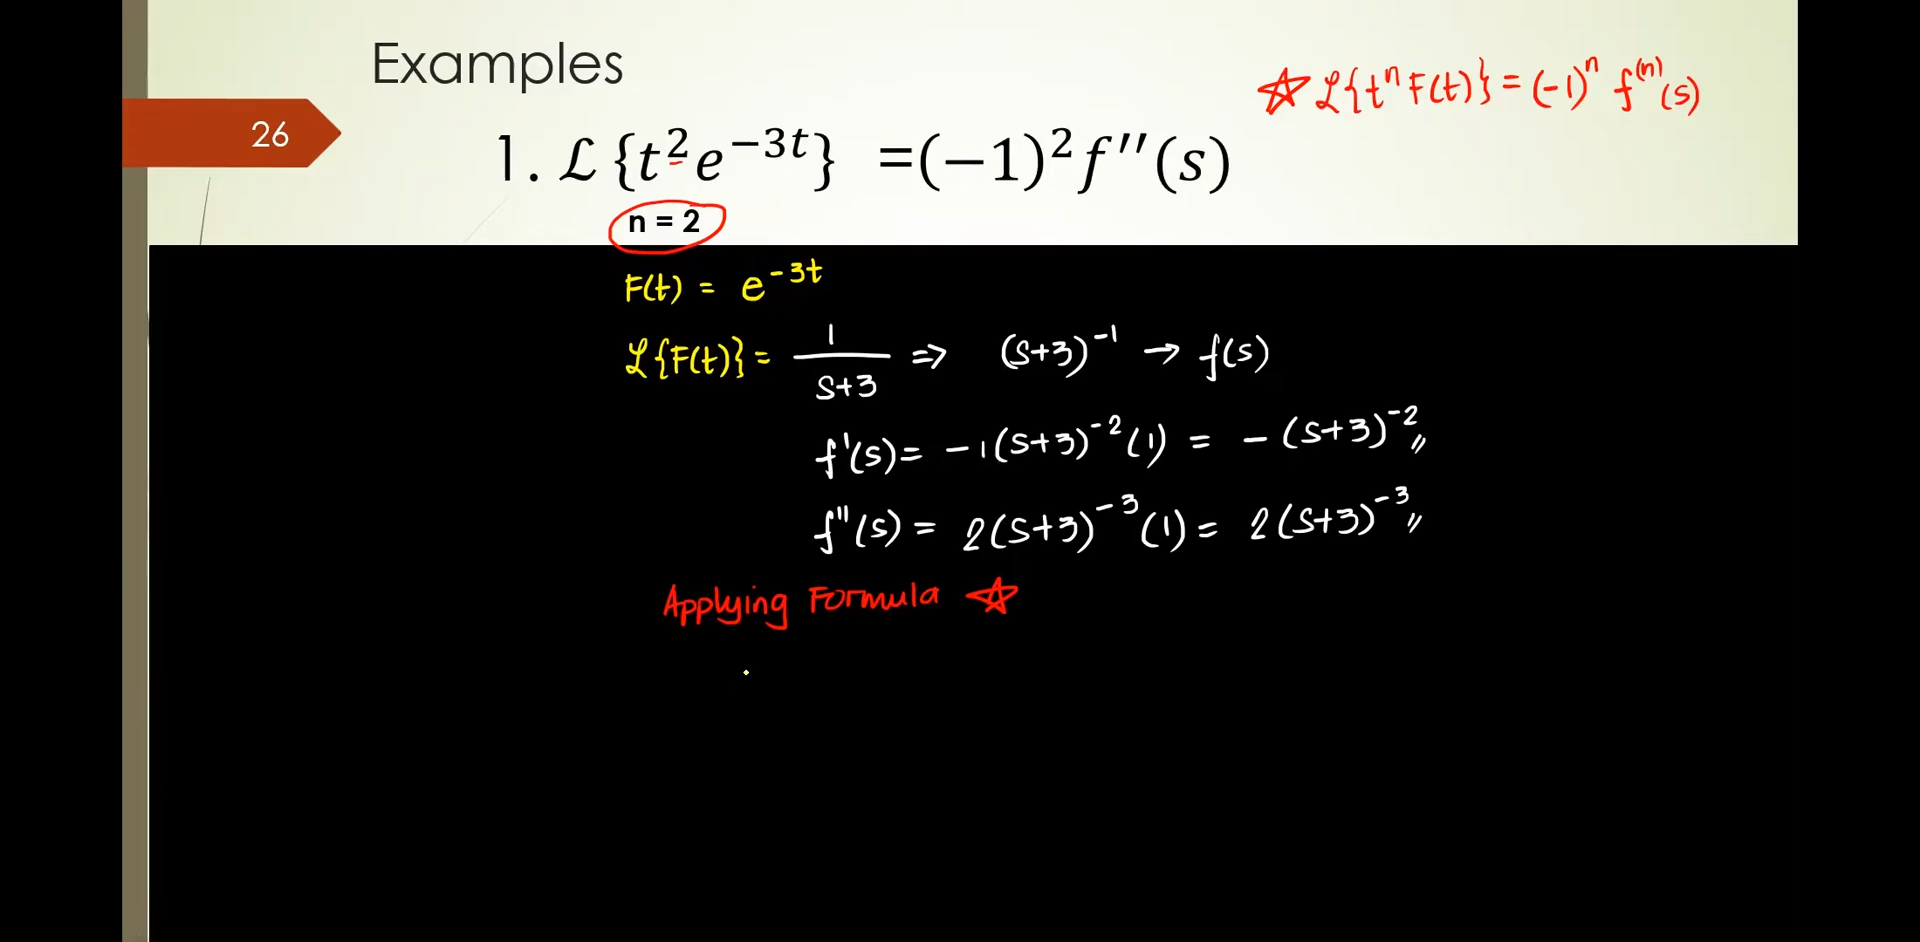 Examples
☆ ℒ{tⁿ F(t)} = (-1)ⁿ f⁽ⁿ⁾(s)
26
1. ℒ {t²e⁻³ᵗ} =(−1)²f′′(s)
n = 2
F(t) = e⁻³ᵗ
ℒ{F(t)} = 1/(s+3) ⇒ (s+3)⁻¹ → f(s)
f'(s) = -1(s+3)⁻²(1) = -(s+3)⁻²〃
f"(s) = 2(s+3)⁻³(1) = 2(s+3)⁻³〃
Applying Formula ☆